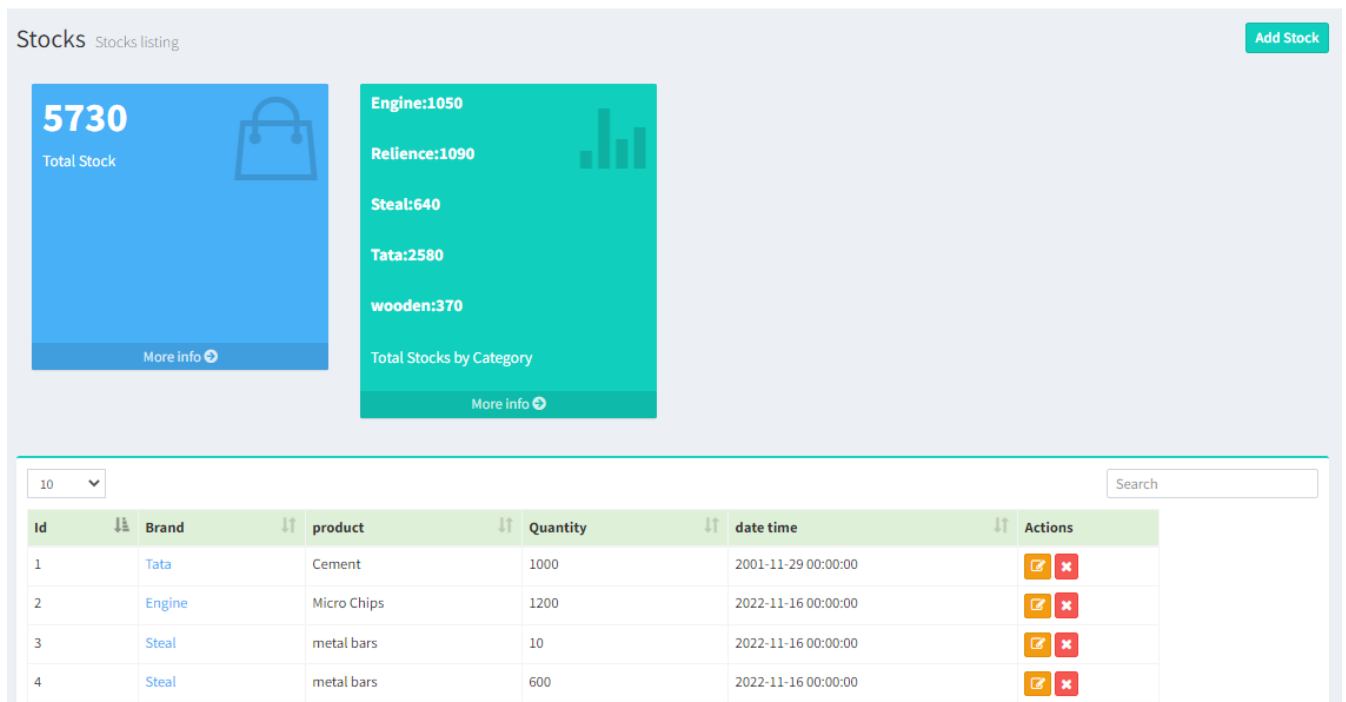 Stocks Stocks listing
Add Stock
5730
Total Stock
More info
Engine:1050
Relience:1090
Steal:640
Tata:2580
wooden:370
Total Stocks by Category
More info
10
Search
Id Brand product Quantity date time Actions
1 Tata Cement 1000 2001-11-29 00:00:00
2 Engine Micro Chips 1200 2022-11-16 00:00:00
3 Steal metal bars 10 2022-11-16 00:00:00
4 Steal metal bars 600 2022-11-16 00:00:00